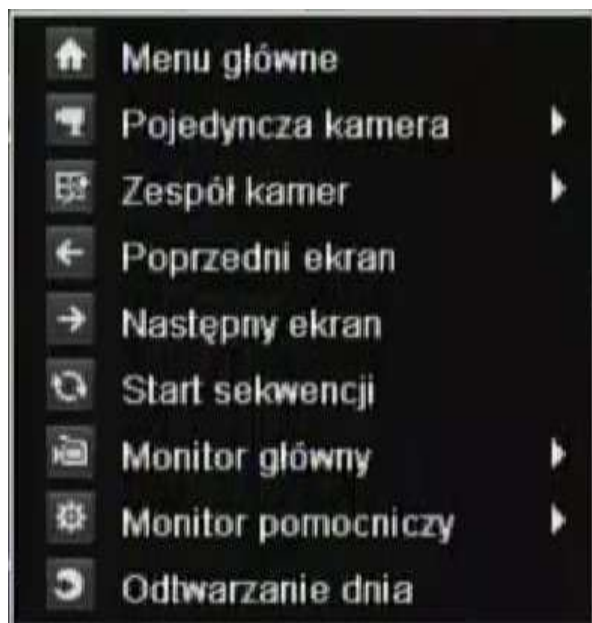 Menu główne
Pojedyncza kamera
Zespół kamer
Poprzedni ekran
Następny ekran
Start sekwencji
Monitor główny
Monitor pomocniczy
Odtwarzanie dnia